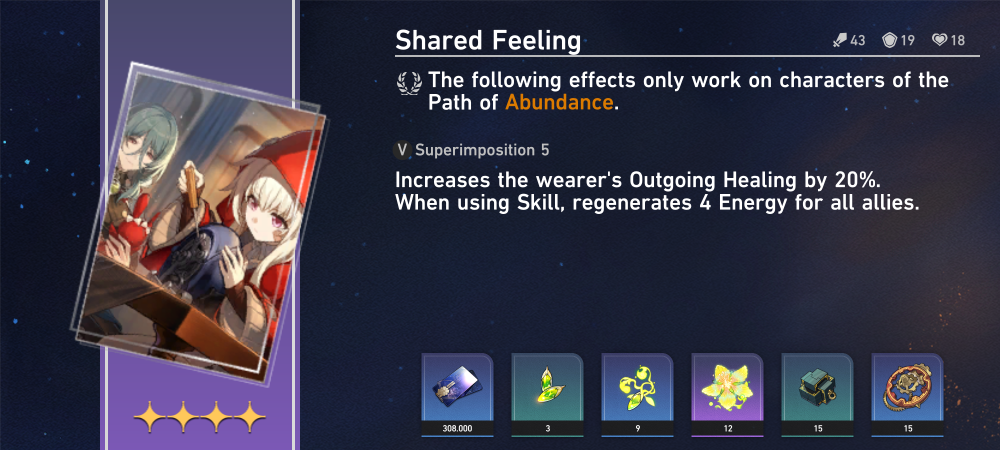 Shared Feeling
43 19 18
The following effects only work on characters of the
Path of Abundance.
V Superimposition 5
Increases the wearer's Outgoing Healing by 20%.
When using Skill, regenerates 4 Energy for all allies.
308.000 3 9 12 15 15